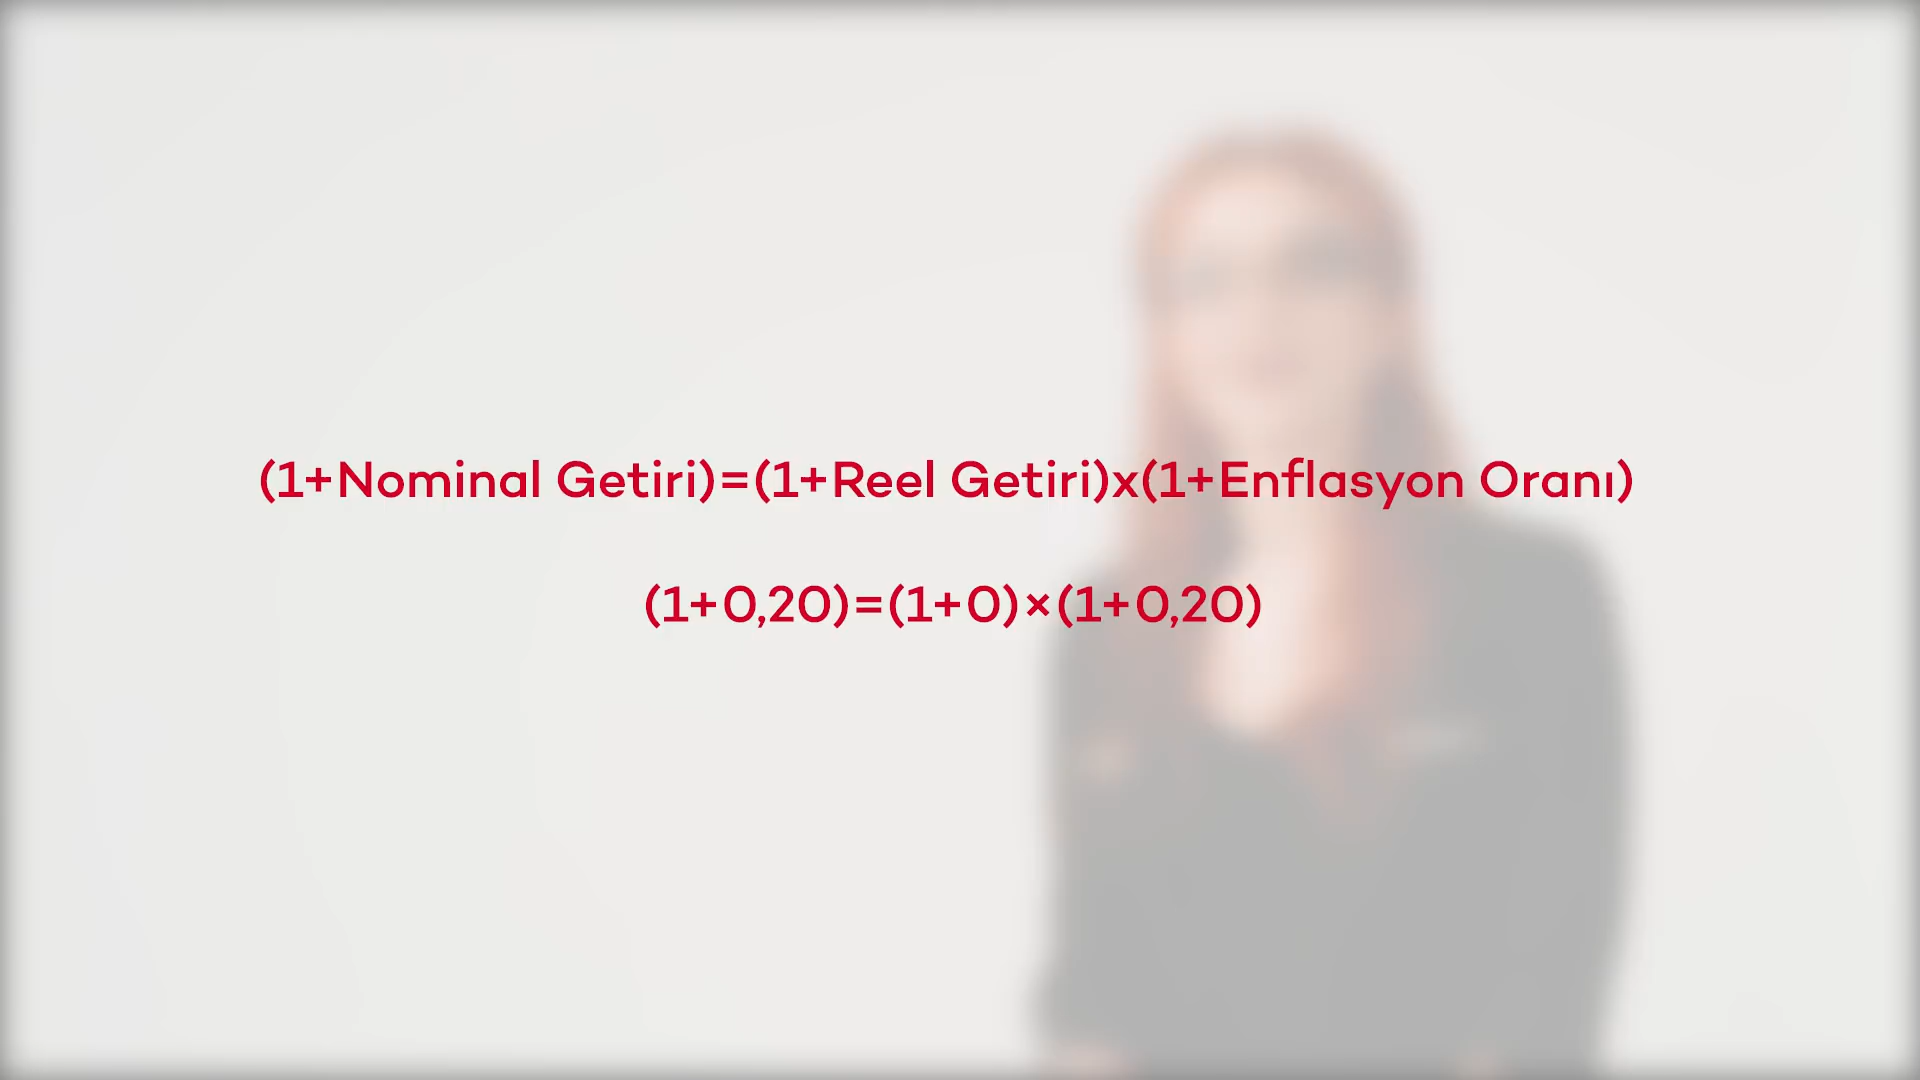 (1+Nominal Getiri)=(1+Reel Getiri)x(1+Enflasyon Oranı)
(1+0,20)=(1+0)×(1+0,20)